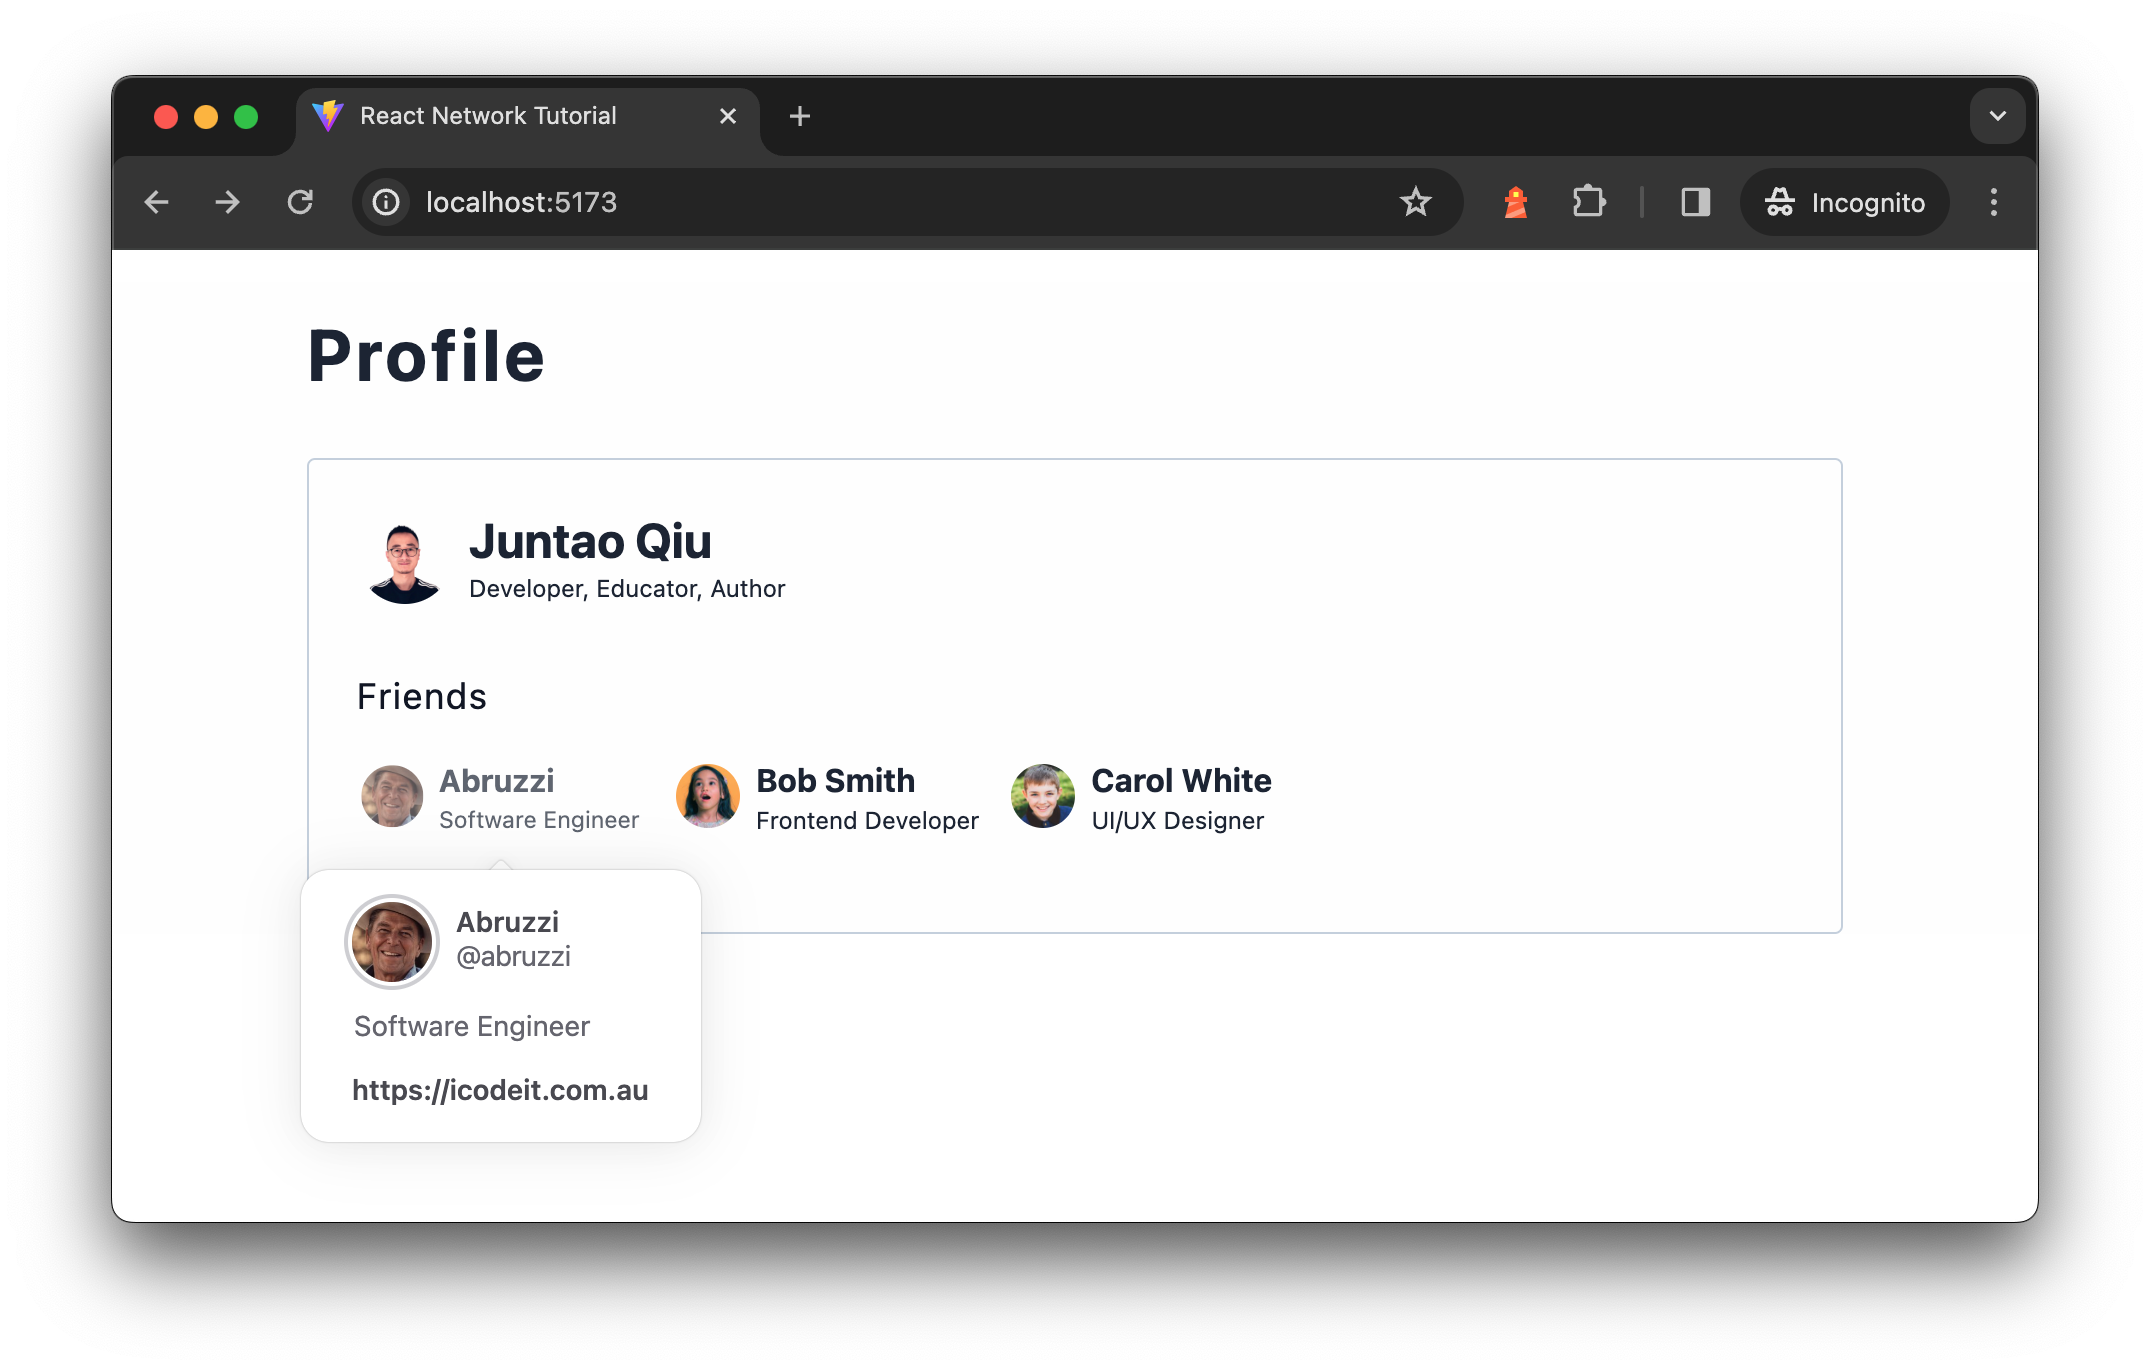 React Network Tutorial
localhost:5173
Incognito
Profile
Juntao Qiu
Developer, Educator, Author
Friends
Abruzzi
Software Engineer
Bob Smith
Frontend Developer
Carol White
UI/UX Designer
Abruzzi
@abruzzi
Software Engineer
https://icodeit.com.au